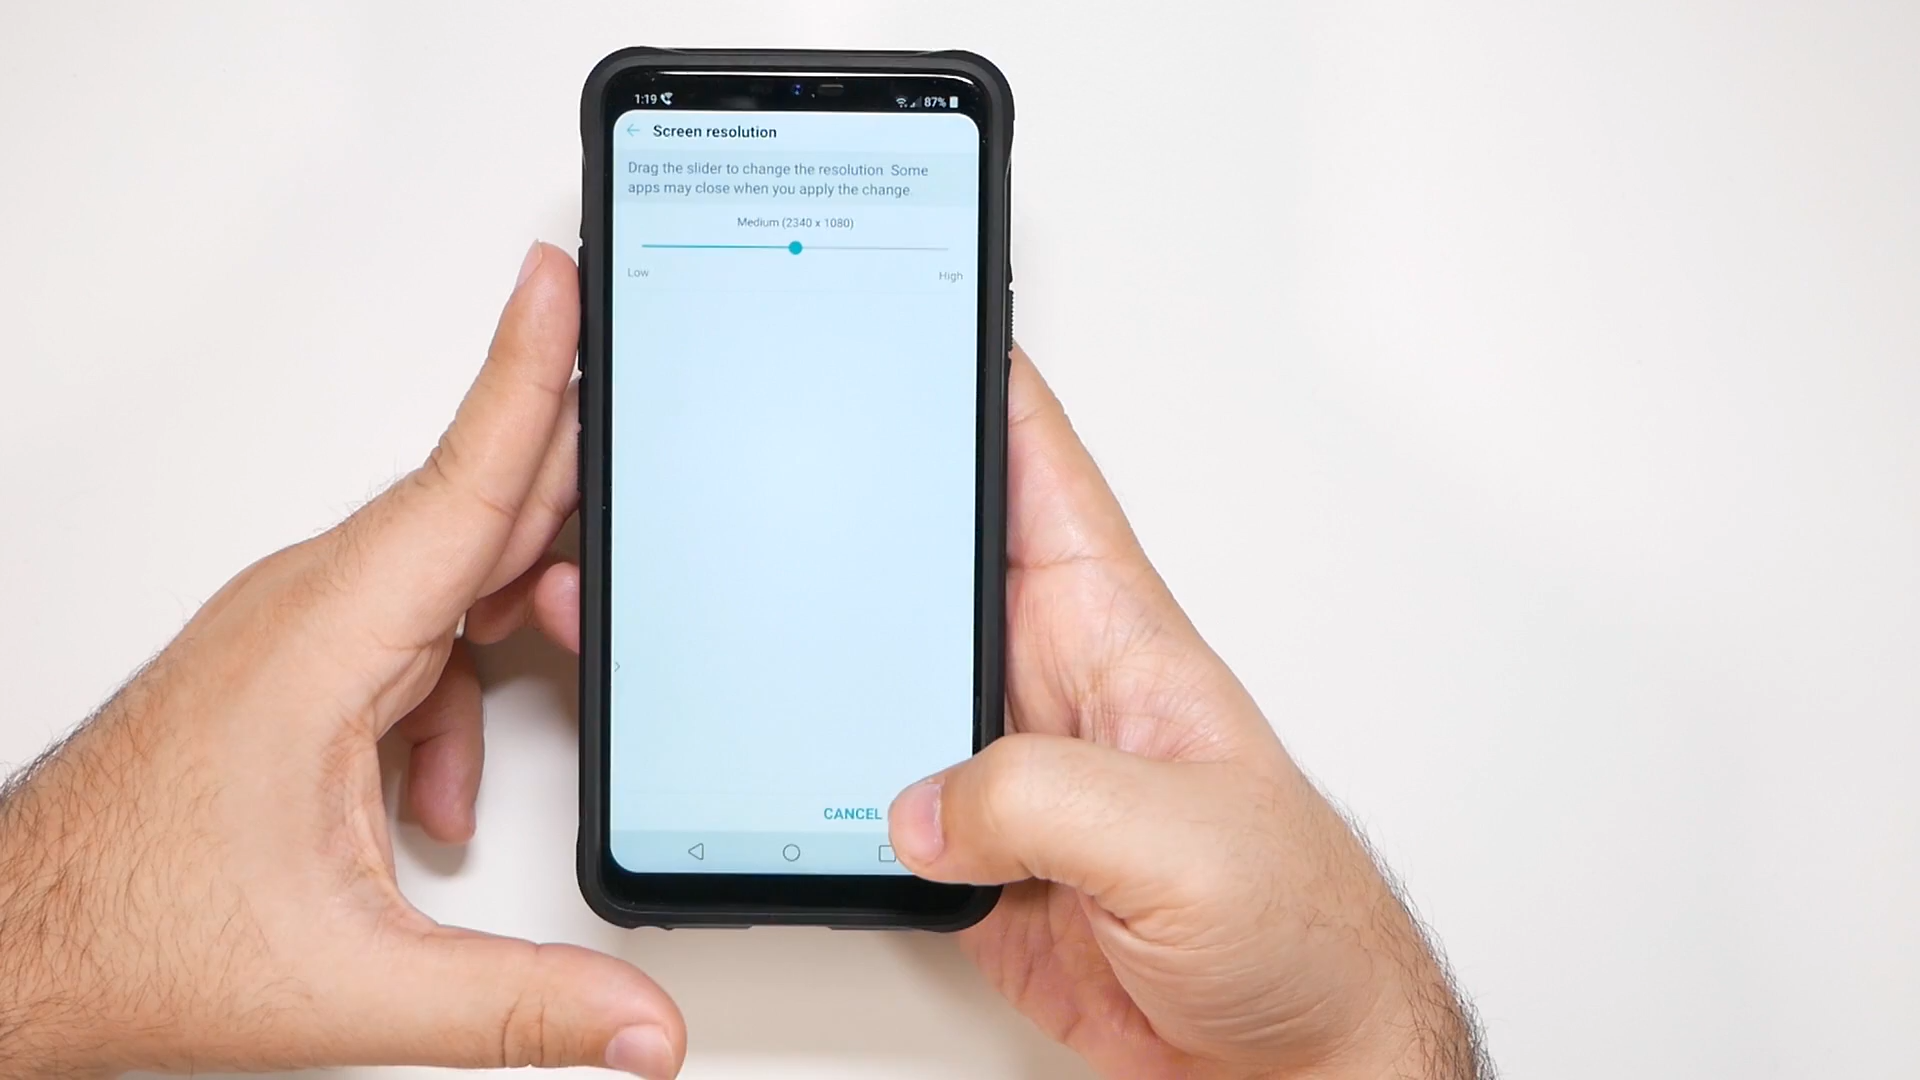 1:19 87%
Screen resolution
Drag the slider to change the resolution. Some
apps may close when you apply the change.
Medium (2340 x 1080)
Low High
CANCEL